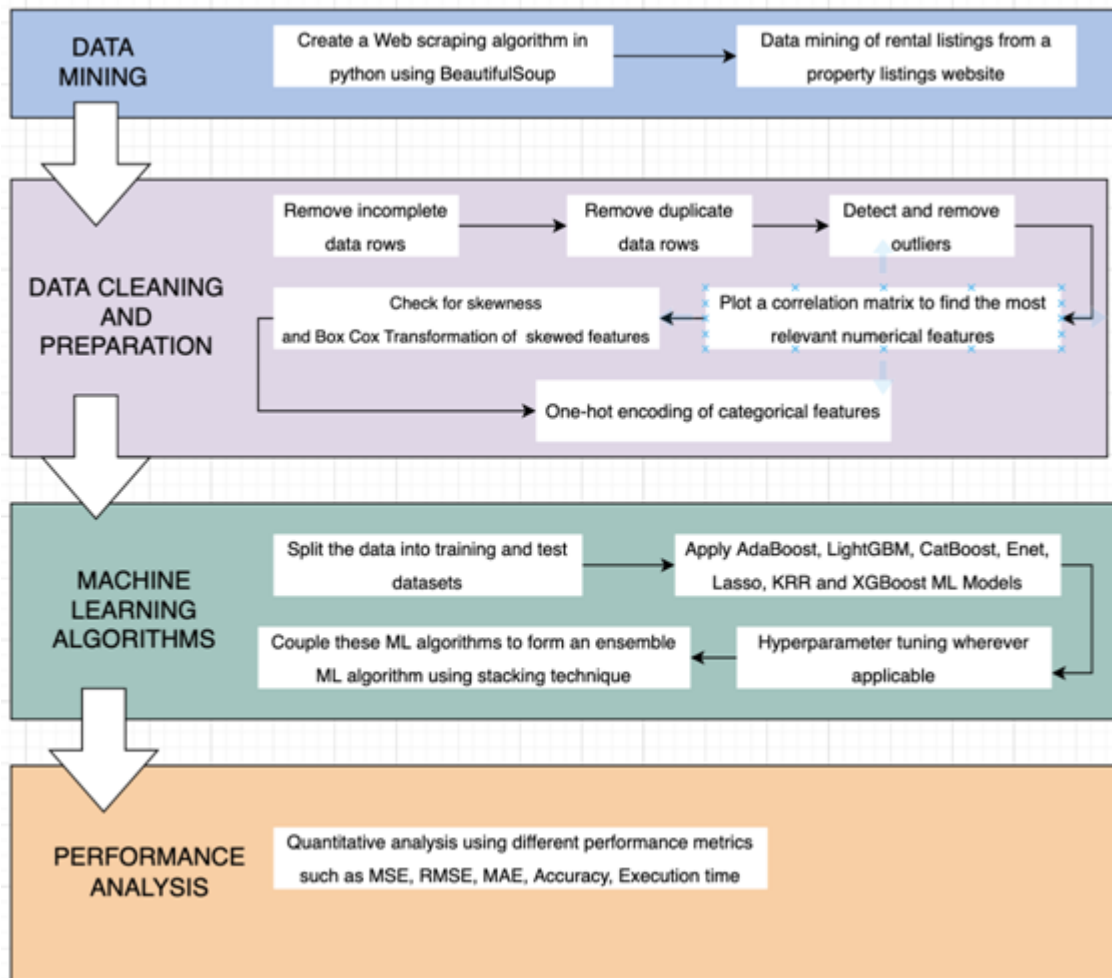 DATA
MINING
Create a Web scraping algorithm in
python using BeautifulSoup
Data mining of rental listings from a
property listings website
DATA CLEANING
AND
PREPARATION
Remove incomplete
data rows
Remove duplicate
data rows
Detect and remove
outliers
Plot a correlation matrix to find the most
relevant numerical features
Check for skewness
and Box Cox Transformation of skewed features
One-hot encoding of categorical features
MACHINE
LEARNING
ALGORITHMS
Split the data into training and test
datasets
Apply AdaBoost, LightGBM, CatBoost, Enet,
Lasso, KRR and XGBoost ML Models
Hyperparameter tuning wherever
applicable
Couple these ML algorithms to form an ensemble
ML algorithm using stacking technique
PERFORMANCE
ANALYSIS
Quantitative analysis using different performance metrics
such as MSE, RMSE, MAE, Accuracy, Execution time